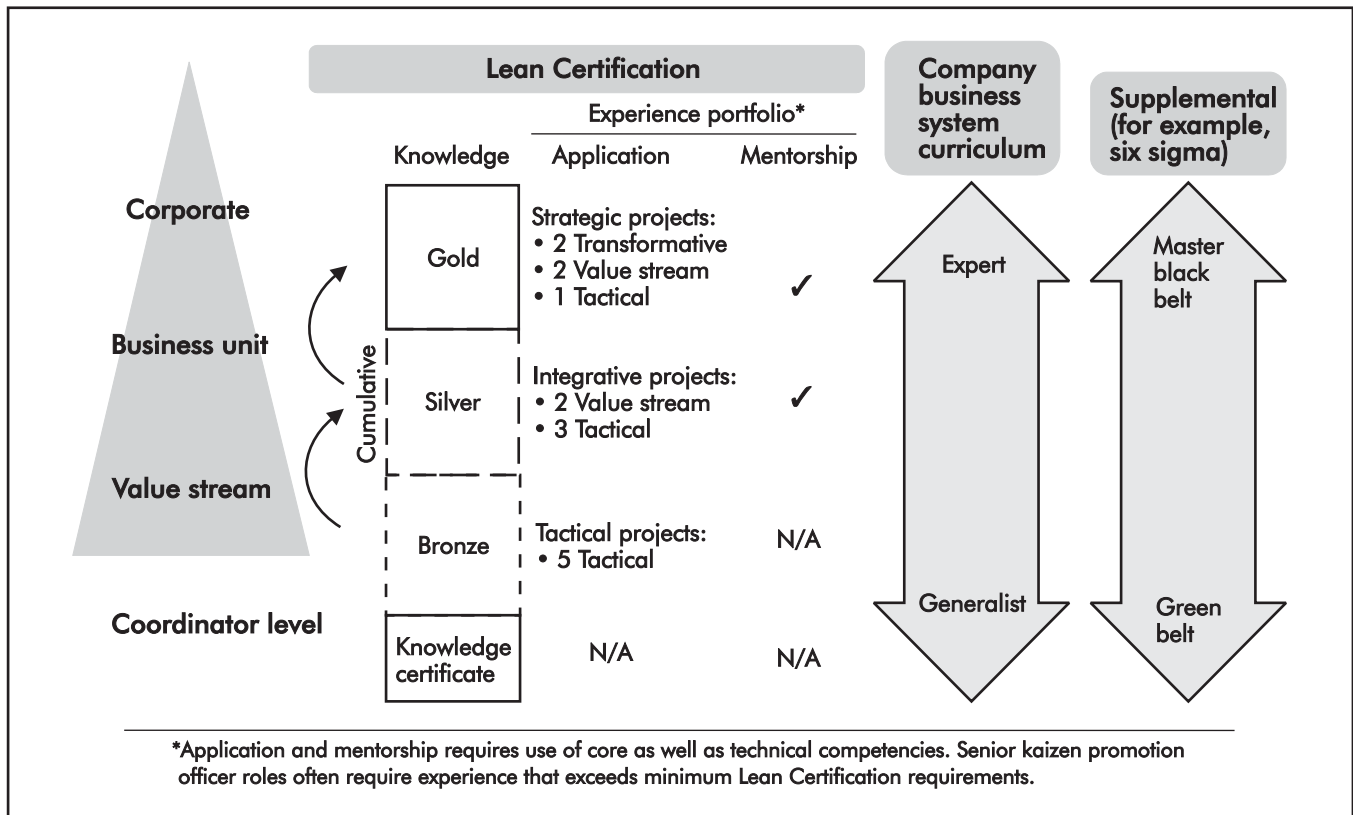 Lean Certification
Company
business
system
curriculum
Supplemental
(for example,
six sigma)
Experience portfolio*
Knowledge
Application
Mentorship
Corporate
Business unit
Value stream
Coordinator level
Cumulative
Gold
Strategic projects:
• 2 Transformative
• 2 Value stream
• 1 Tactical
✓
Silver
Integrative projects:
• 2 Value stream
• 3 Tactical
✓
Bronze
Tactical projects:
• 5 Tactical
N/A
Knowledge
certificate
N/A
N/A
Expert
Generalist
Master
black
belt
Green
belt
*Application and mentorship requires use of core as well as technical competencies. Senior kaizen promotion
officer roles often require experience that exceeds minimum Lean Certification requirements.